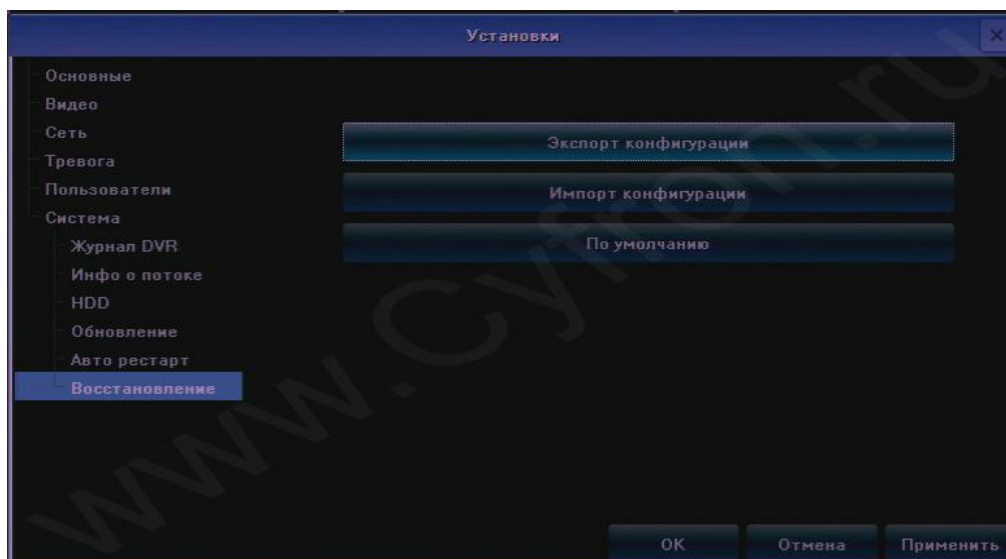 Установки
Основные
Видео
Сеть
Тревога
Пользователи
Система
Журнал DVR
Инфо о потоке
HDD
Обновление
Авто рестарт
Восстановление
Экспорт конфигурации
Импорт конфигурации
По умолчанию
OK
Отмена
Применить
www.Cyfron.ru